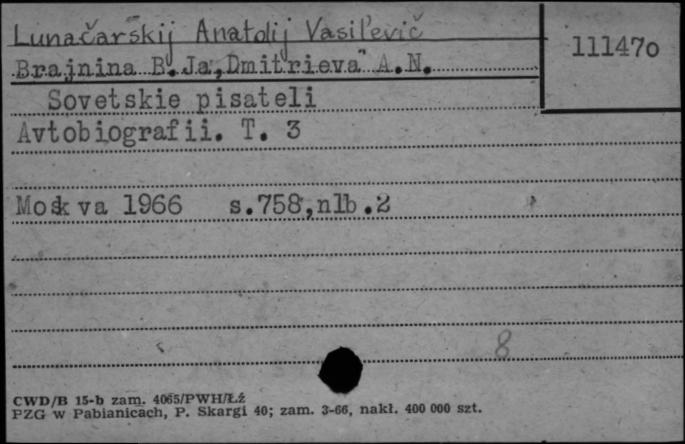 Lunačarskij Anatolij Vasil'evič
111470
Brajnina B. Ja., Dmitrieva A.N.
Sovetskie pisateli
Avtobiografii. T. 3
Moskva 1966 s.758,nlb.2
8
CWD/B 15-b zam. 4065/PWH/Łź
PZG w Pabianicach, P. Skargi 40; zam. 3-66, nakł. 400 000 szt.